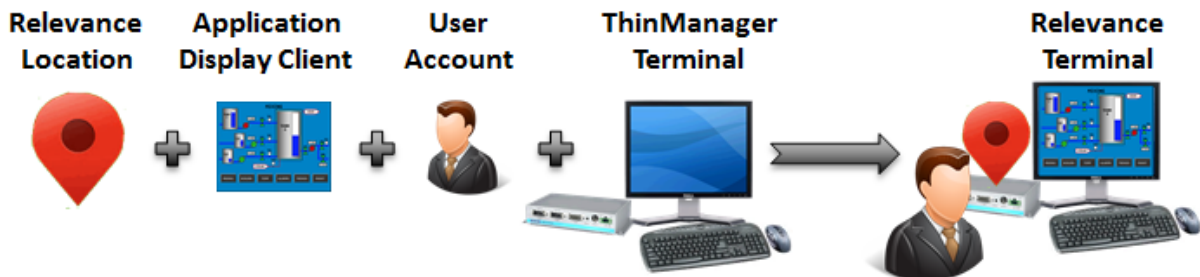 Relevance
Location
Application
Display Client
User
Account
ThinManager
Terminal
Relevance
Terminal